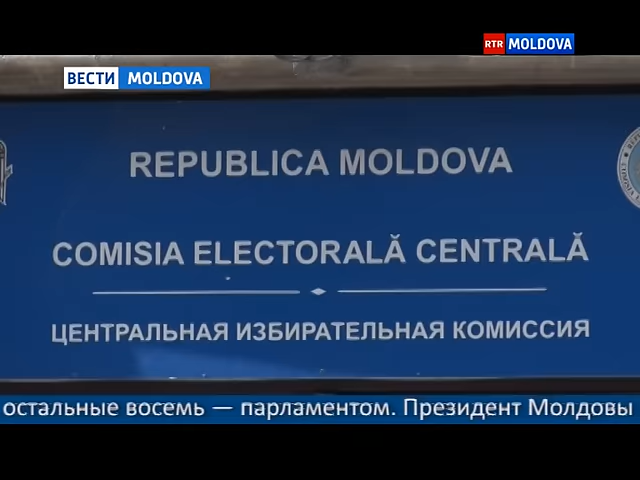 RTR MOLDOVA
ВЕСТИ MOLDOVA
REPUBLICA MOLDOVA
COMISIA ELECTORALĂ CENTRALĂ
ЦЕНТРАЛЬНАЯ ИЗБИРАТЕЛЬНАЯ КОМИССИЯ
остальные восемь — парламентом. Президент Молдовы